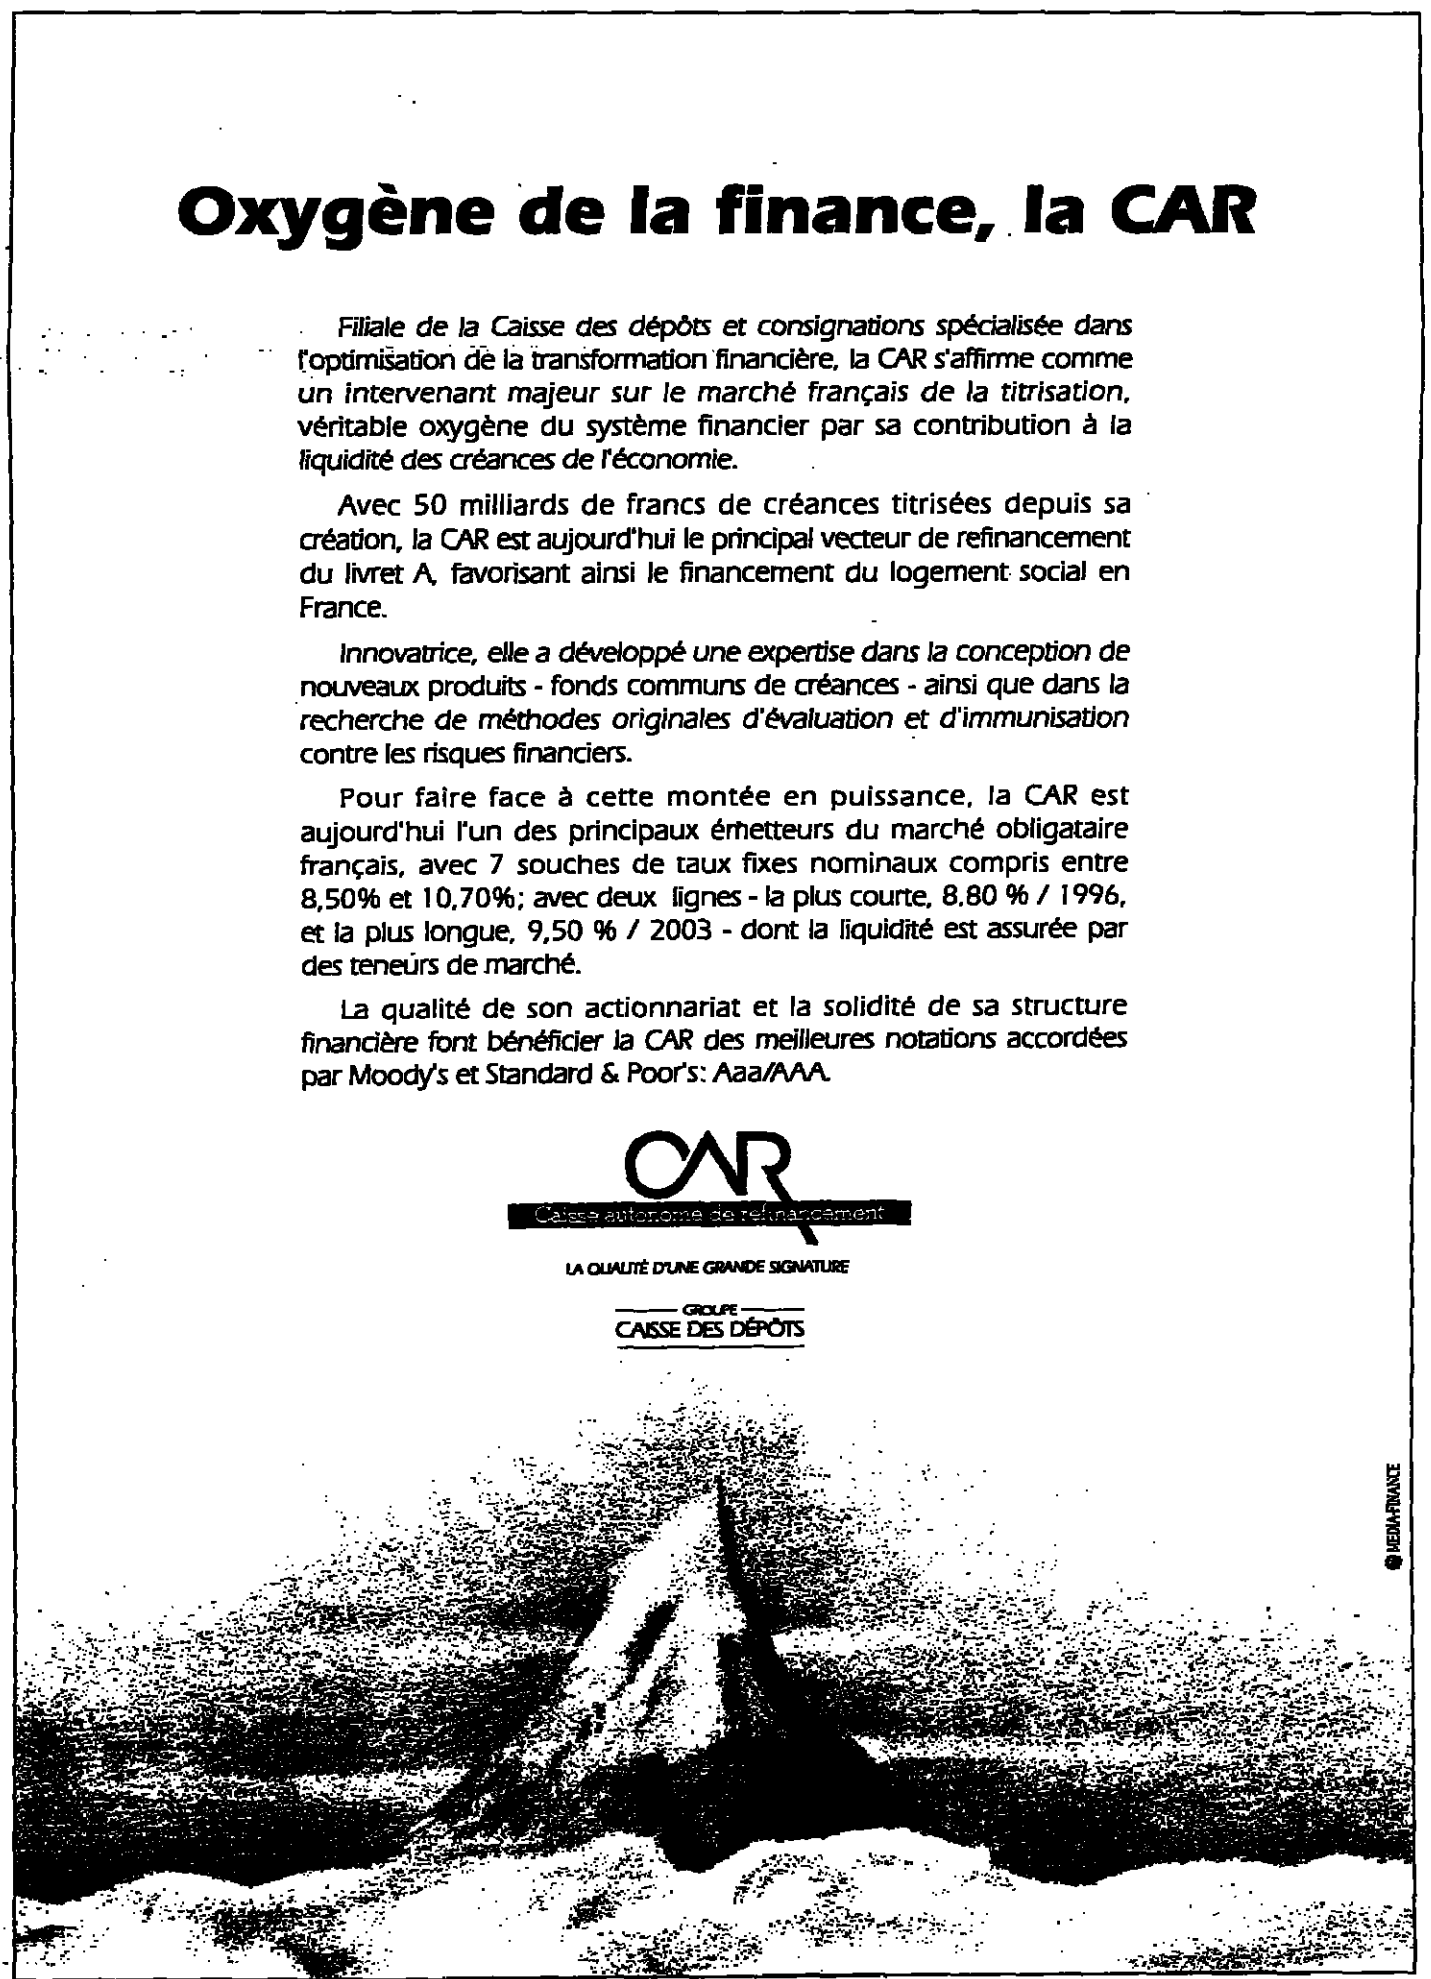 Oxygène de la finance, la CAR
Filiale de la Caisse des dépôts et consignations spécialisée dans
l'optimisation de la transformation financière, la CAR s'affirme comme
un intervenant majeur sur le marché français de la titrisation,
véritable oxygène du système financier par sa contribution à la
liquidité des créances de l'économie.
Avec 50 milliards de francs de créances titrisées depuis sa
création, la CAR est aujourd'hui le principal vecteur de refinancement
du livret A, favorisant ainsi le financement du logement social en
France.
Innovatrice, elle a développé une expertise dans la conception de
nouveaux produits - fonds communs de créances - ainsi que dans la
recherche de méthodes originales d'évaluation et d'immunisation
contre les risques financiers.
Pour faire face à cette montée en puissance, la CAR est
aujourd'hui l'un des principaux émetteurs du marché obligataire
français, avec 7 souches de taux fixes nominaux compris entre
8,50% et 10,70%; avec deux lignes - la plus courte, 8.80 % / 1996,
et la plus longue, 9,50 % / 2003 - dont la liquidité est assurée par
des teneurs de marché.
La qualité de son actionnariat et la solidité de sa structure
financière font bénéficier la CAR des meilleures notations accordées
par Moody's et Standard & Poor's: Aaa/AAA.
CAR
Caisse autonome de refinancement
LA QUALITÉ D'UNE GRANDE SIGNATURE
GROUPE
CAISSE DES DÉPÔTS
MEDIA-FINANCE